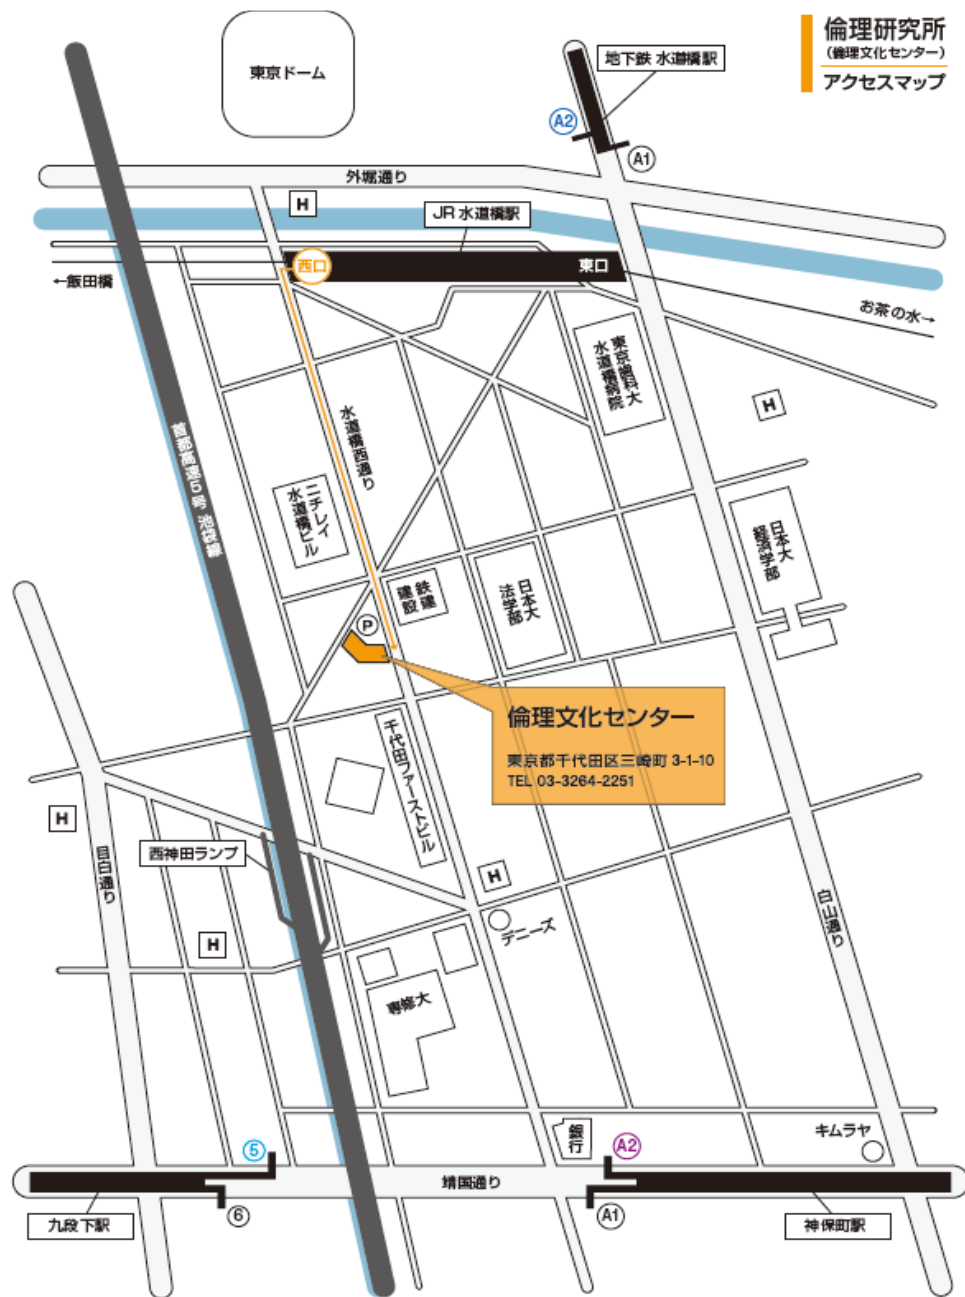 倫理研究所
(倫理文化センター)
アクセスマップ
東京ドーム
地下鉄 水道橋駅
A2
A1
外堀通り
H
JR 水道橋駅
西口
東口
←飯田橋
お茶の水→
東京歯科大
水道橋病院
H
水道橋西通り
首都高速5号 池袋線
ニチレイ
水道橋ビル
日本大
経済学部
鉄建
建設
日本大
法学部
P
倫理文化センター
東京都千代田区三崎町 3-1-10
TEL 03-3264-2251
千代田ファーストビル
H
目白通り
西神田ランプ
H
H
デニーズ
白山通り
専修大
銀行
キムラヤ
5
A2
靖国通り
6
A1
九段下駅
神保町駅